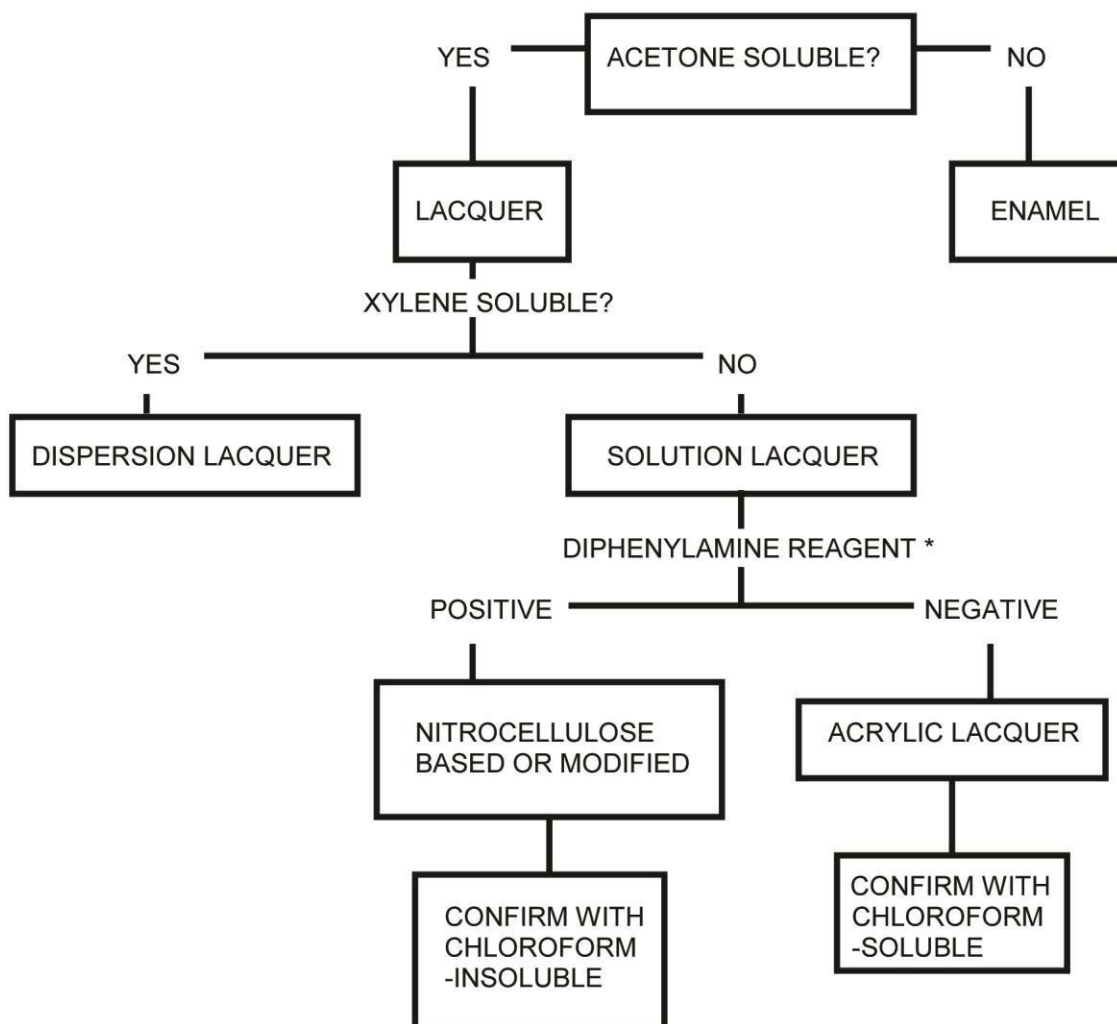 ACETONE SOLUBLE?
YES
NO
LACQUER
ENAMEL
XYLENE SOLUBLE?
YES
NO
DISPERSION LACQUER
SOLUTION LACQUER
DIPHENYLAMINE REAGENT *
POSITIVE
NEGATIVE
NITROCELLULOSE
BASED OR MODIFIED
ACRYLIC LACQUER
CONFIRM WITH
CHLOROFORM
-INSOLUBLE
CONFIRM WITH
CHLOROFORM
-SOLUBLE